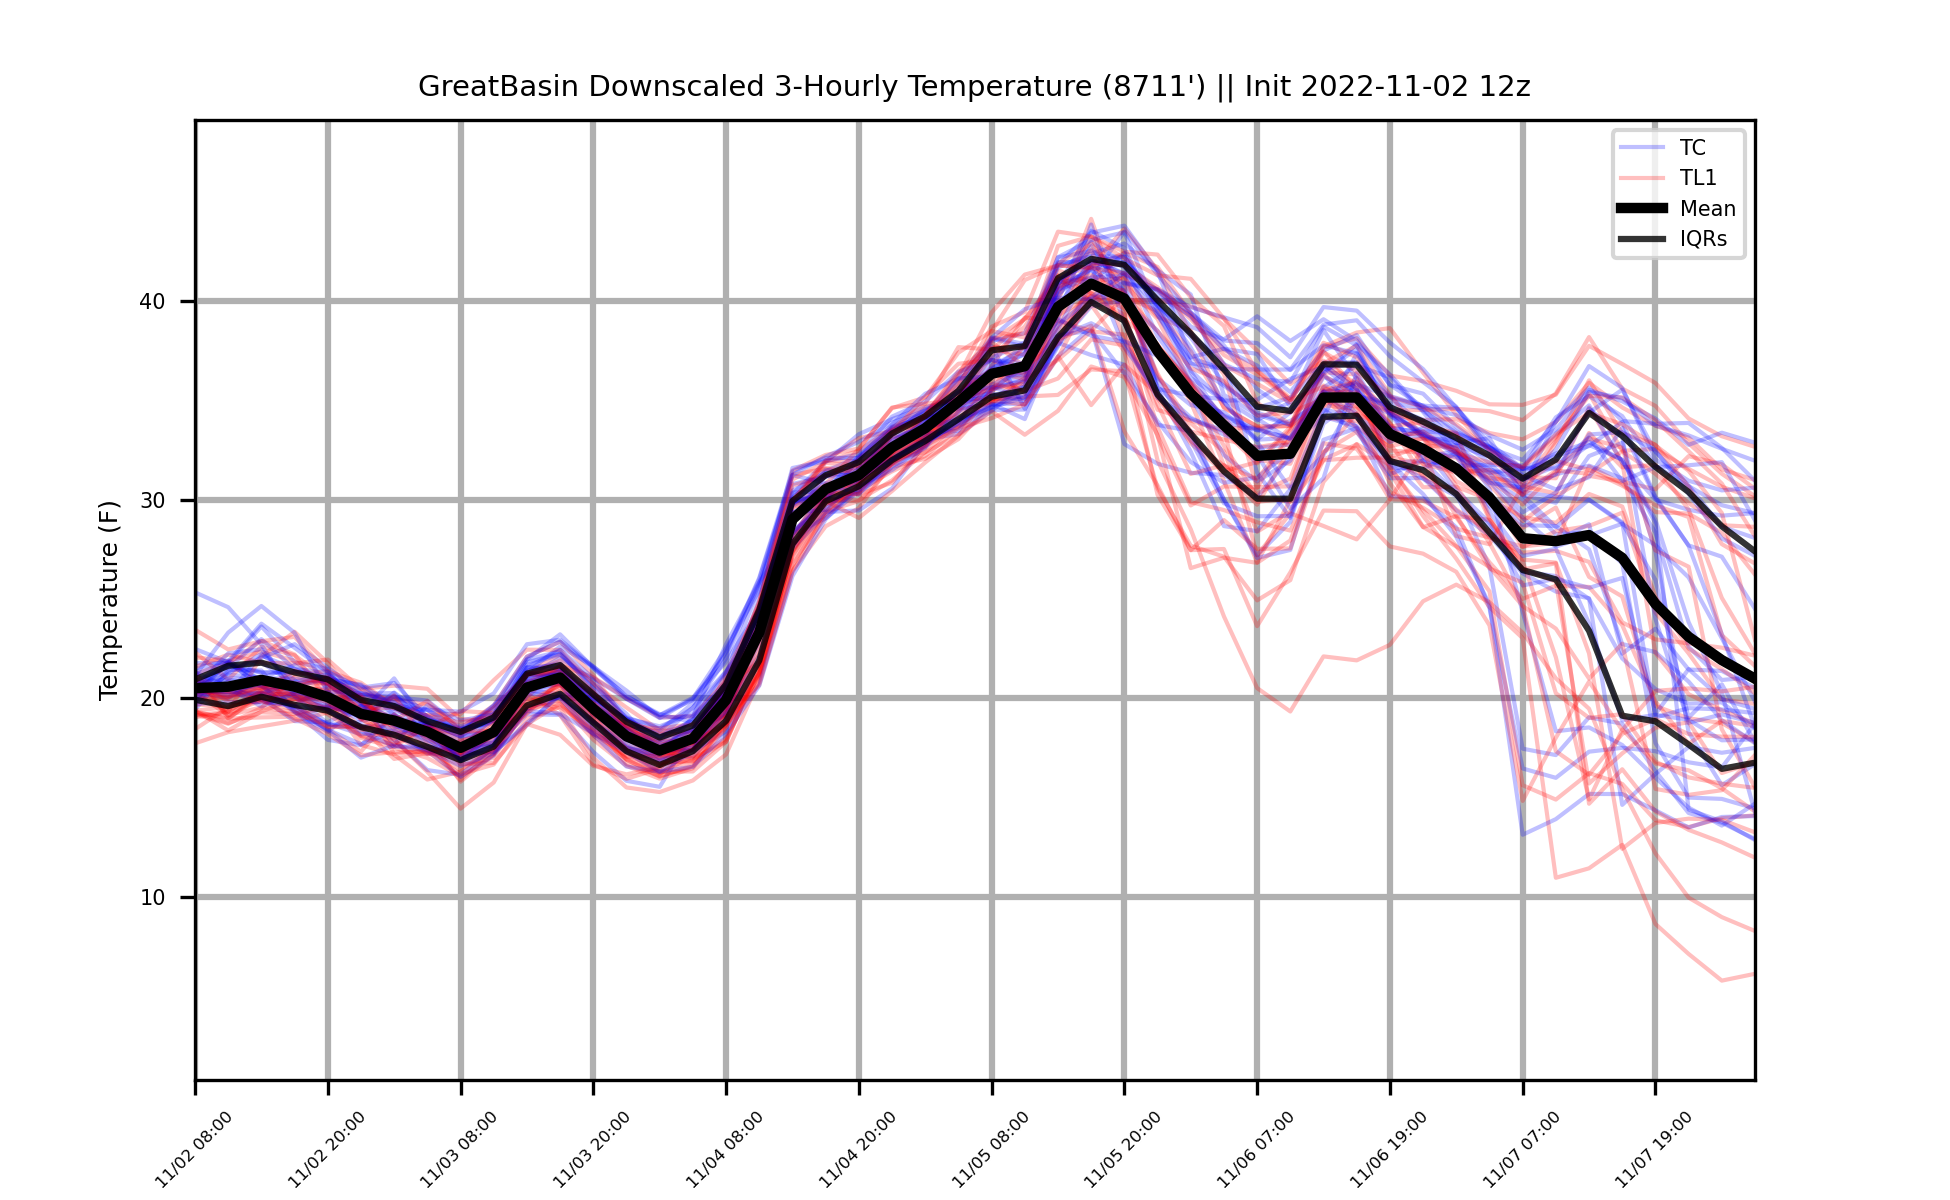 GreatBasin Downscaled 3-Hourly Temperature (8711') || Init 2022-11-02 12z
TC
TL1
Mean
IQRs
Temperature (F)
40
30
20
10
11/02 08:00
11/02 20:00
11/03 08:00
11/03 20:00
11/04 08:00
11/04 20:00
11/05 08:00
11/05 20:00
11/06 07:00
11/06 19:00
11/07 07:00
11/07 19:00